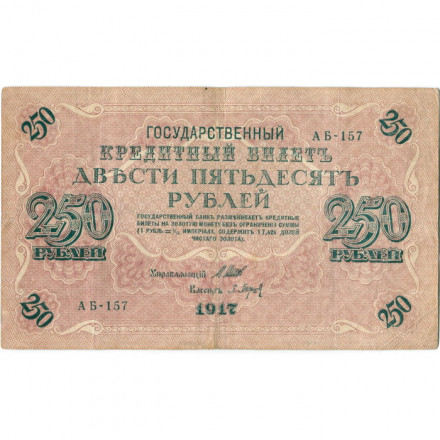 250
250
ГОСУДАРСТВЕННЫЙ
АБ-157
КРЕДИТНЫЙ БИЛЕТЪ
ДВѢСТИ ПЯТЬДЕСЯТЪ
РУБЛЕЙ
250
РУБЛЕЙ
250
РУБЛЕЙ
ГОСУДАРСТВЕННЫЙ БАНКЪ РАЗМѢНИВАЕТЪ КРЕДИТНЫЕ
БИЛЕТЫ НА ЗОЛОТУЮ МОНЕТУ БЕЗЪ ОГРАНИЧЕНІЯ СУММЫ
(1 РУБЛЬ = 1/15 ИМПЕРІАЛА, СОДЕРЖИТЪ 17,424 ДОЛЕЙ
ЧИСТАГО ЗОЛОТА).
Управляющій
АБ-157
Кассиръ
1917
250
250